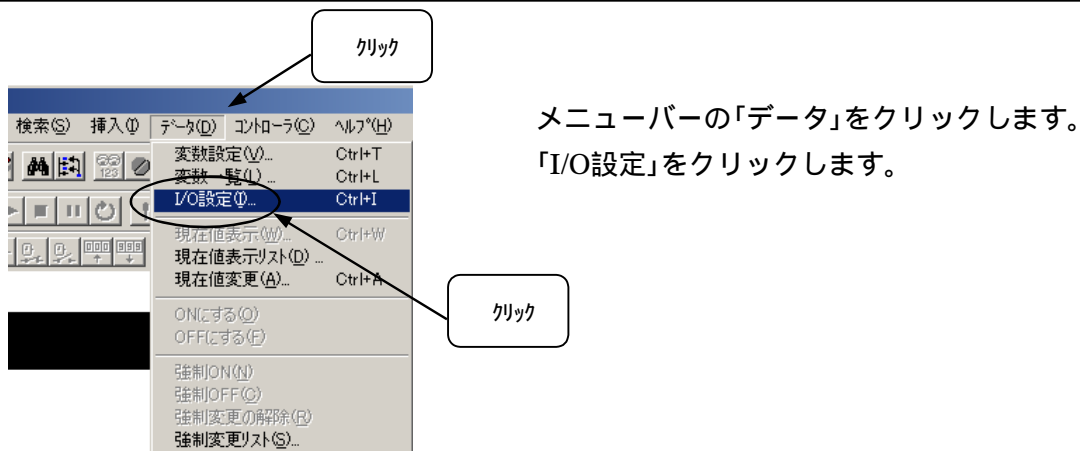 クリック
検索(S) 挿入(I) データ(D) コントローラ(C) ヘルプ(H)
メニューバーの「データ」をクリックします。
「I/O設定」をクリックします。
変数設定(V)... Ctrl+T
変数一覧(L) ... Ctrl+L
I/O設定(I)... Ctrl+I
現在値表示(W)... Ctrl+W
現在値表示リスト(D) ...
現在値変更(A)... Ctrl+A
クリック
ONにする(O)
OFFにする(F)
強制ON(N)
強制OFF(C)
強制変更の解除(R)
強制変更リスト(S)...
123
000 999